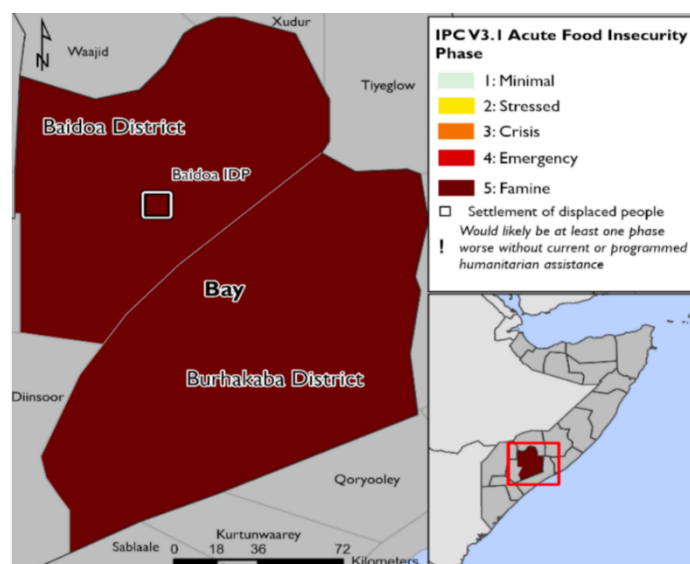 Xudur
Waajid
Tiyeglow
Baidoa District
Baidoa IDP
Bay
Burhakaba District
Diinsoor
Qoryooley
Kurtunwaarey
Sablaale
0 18 36 72
Kilometers
IPC V3.1 Acute Food Insecurity
Phase
1: Minimal
2: Stressed
3: Crisis
4: Emergency
5: Famine
Settlement of displaced people
Would likely be at least one phase
! worse without current or programmed
humanitarian assistance